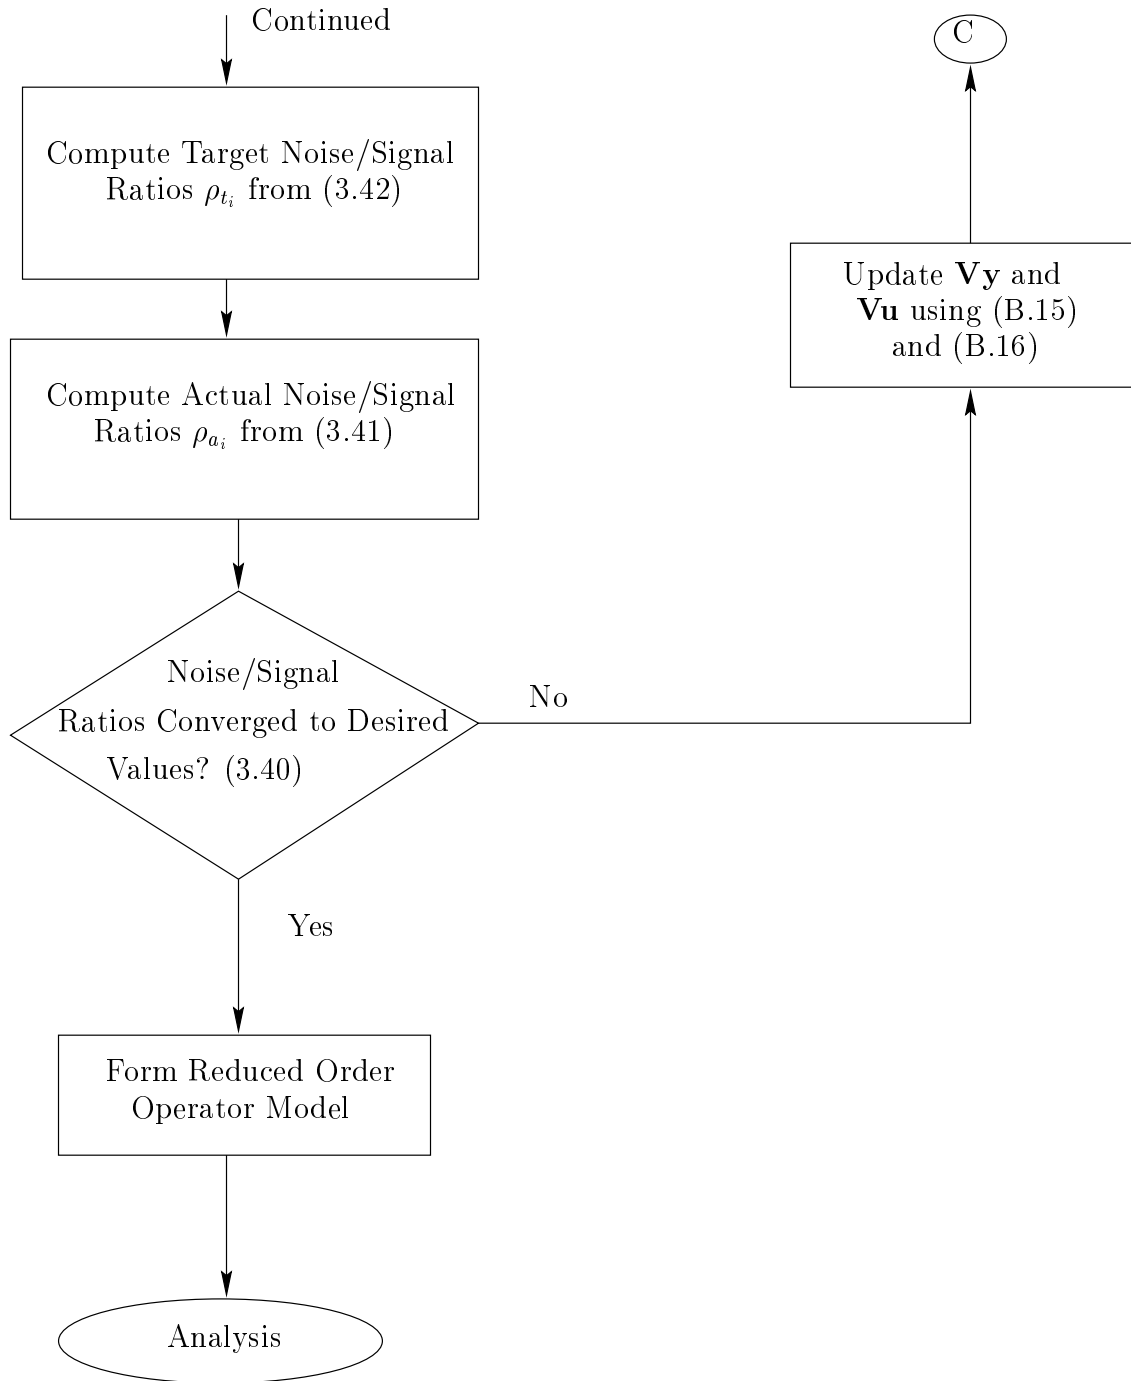 Continued
C
Compute Target Noise/Signal
Ratios ρ_{t_i} from (3.42)
Update Vy and
Vu using (B.15)
and (B.16)
Compute Actual Noise/Signal
Ratios ρ_{a_i} from (3.41)
Noise/Signal
Ratios Converged to Desired
Values? (3.40)
No
Yes
Form Reduced Order
Operator Model
Analysis